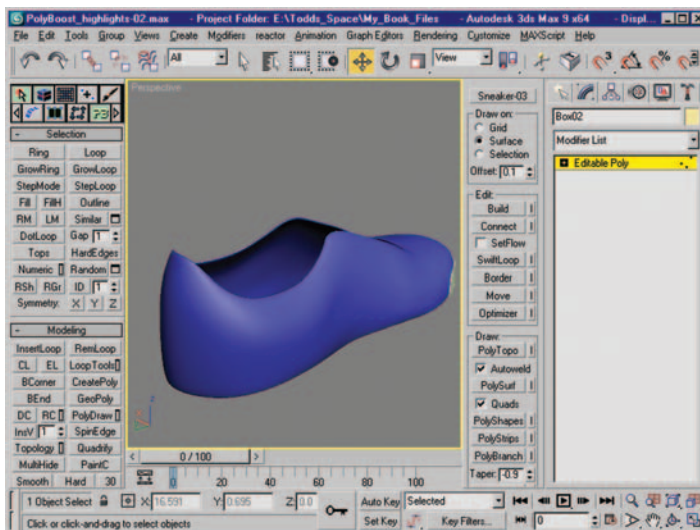 PolyBoost_highlights-02.max - Project Folder: E:\Todds_Space\My_Book_Files - Autodesk 3ds Max 9 x64 - Displ...
File Edit Tools Group Views Create Modifiers reactor Animation Graph Editors Rendering Customize MAXScript Help
All View
Perspective
Sneaker-03
Draw on:
Grid
Surface
Selection
Offset: 0.1
Edit:
Build
Connect
SetFlow
SwiftLoop
Border
Move
Optimizer
Draw:
PolyTopo
Autoweld
PolySurf
Quads
PolyShapes
PolyStrips
PolyBranch
Taper: -0.9
Box02
Modifier List
Editable Poly
- Selection
Ring Loop
GrowRing GrowLoop
StepMode StepLoop
Fill FillH Outline
RM LM Similar
DotLoop Gap 1
Tops HardEdges
Numeric Random
RSh RGr ID 1
Symmetry: X Y Z
- Modeling
InsertLoop RemLoop
CL EL LoopTools
BCorner CreatePoly
BEnd GeoPoly
DC RC PolyDraw
InsV 1 SpinEdge
Topology Quadrify
MultiHide PaintC
Smooth Hard 30
< 0 / 100 >
0 20 40 60 80 100
1 Object Select X: 16.591 Y: 0.695 Z: 0.0 Auto Key Selected
Click or click-and-drag to select objects Set Key Key Filters... 0